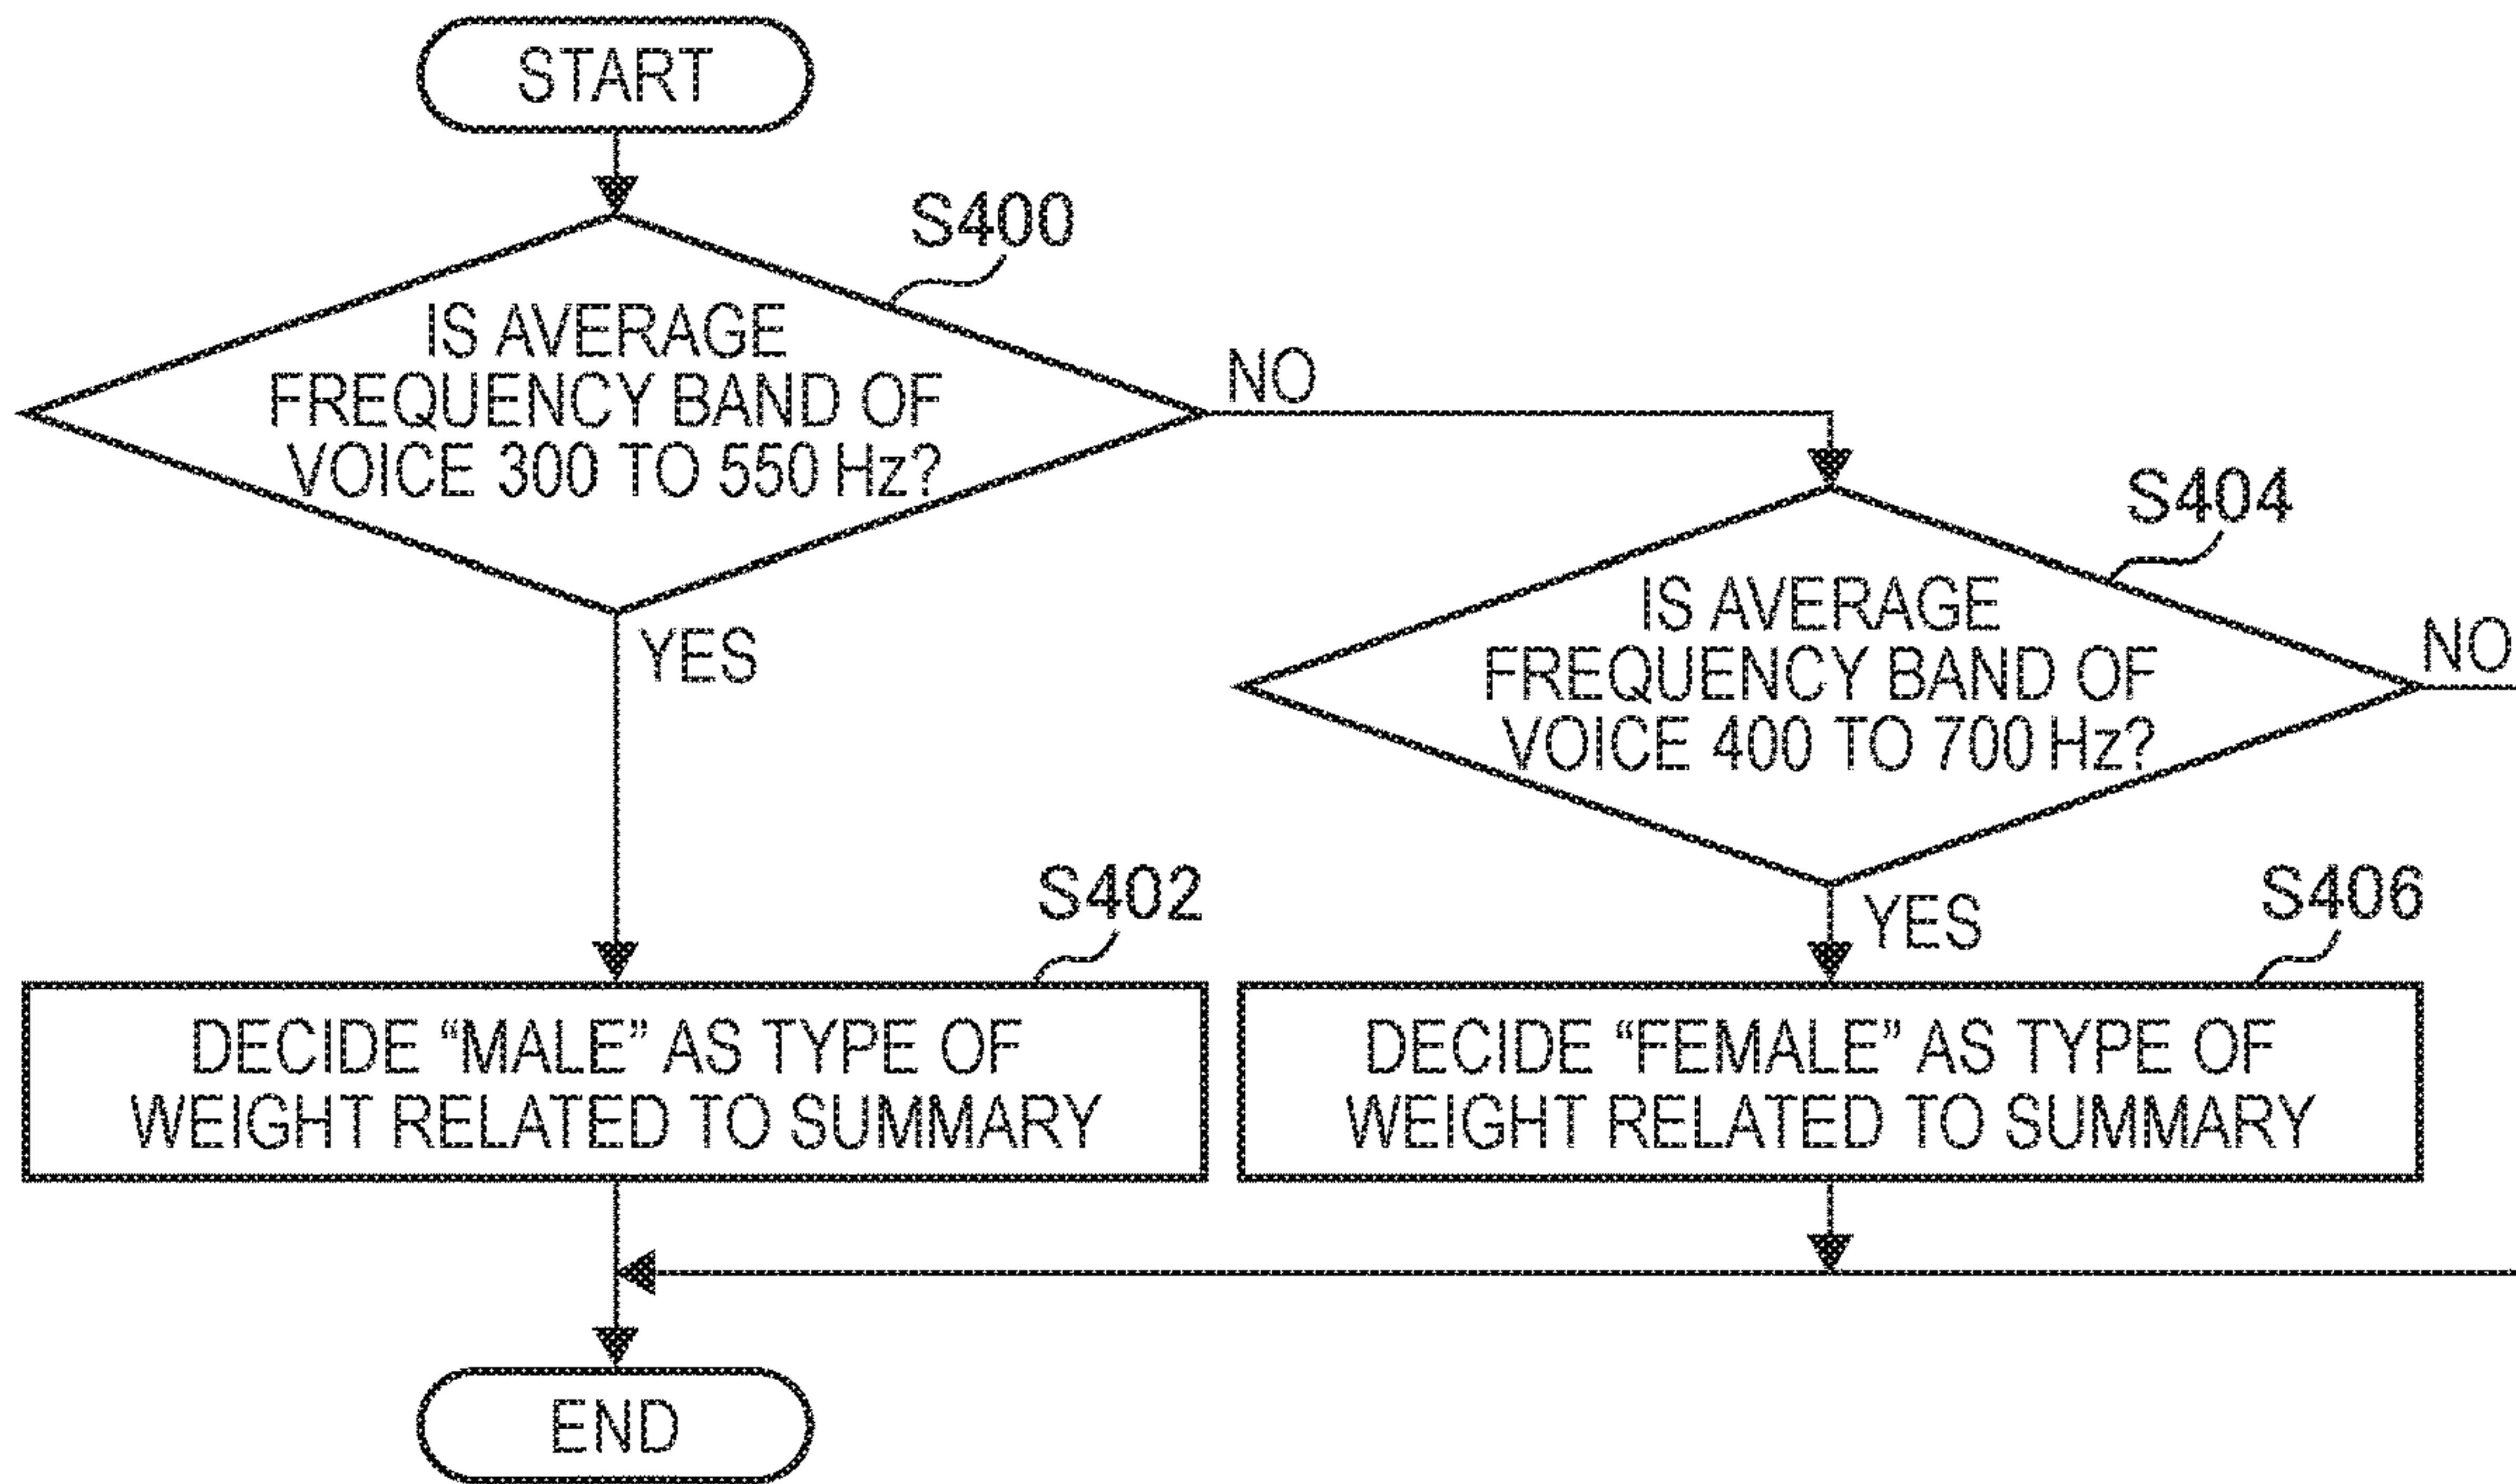 START
S400
IS AVERAGE
FREQUENCY BAND OF
VOICE 300 TO 550 Hz?
NO
YES
S404
IS AVERAGE
FREQUENCY BAND OF
VOICE 400 TO 700 Hz?
NO
YES
S402
DECIDE “MALE” AS TYPE OF
WEIGHT RELATED TO SUMMARY
S406
DECIDE “FEMALE” AS TYPE OF
WEIGHT RELATED TO SUMMARY
END